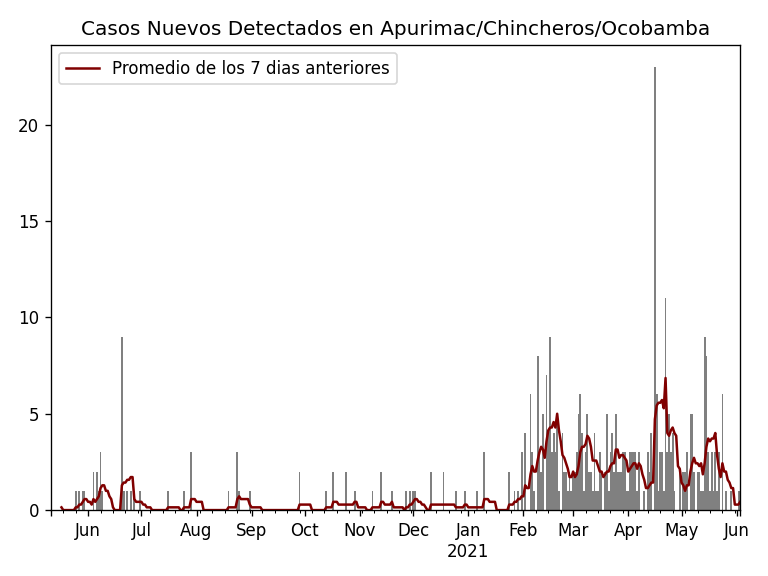 Casos Nuevos Detectados en Apurimac/Chincheros/Ocobamba
Promedio de los 7 dias anteriores
20
15
10
5
0
Jun Jul Aug Sep Oct Nov Dec Jan Feb Mar Apr May Jun
2021